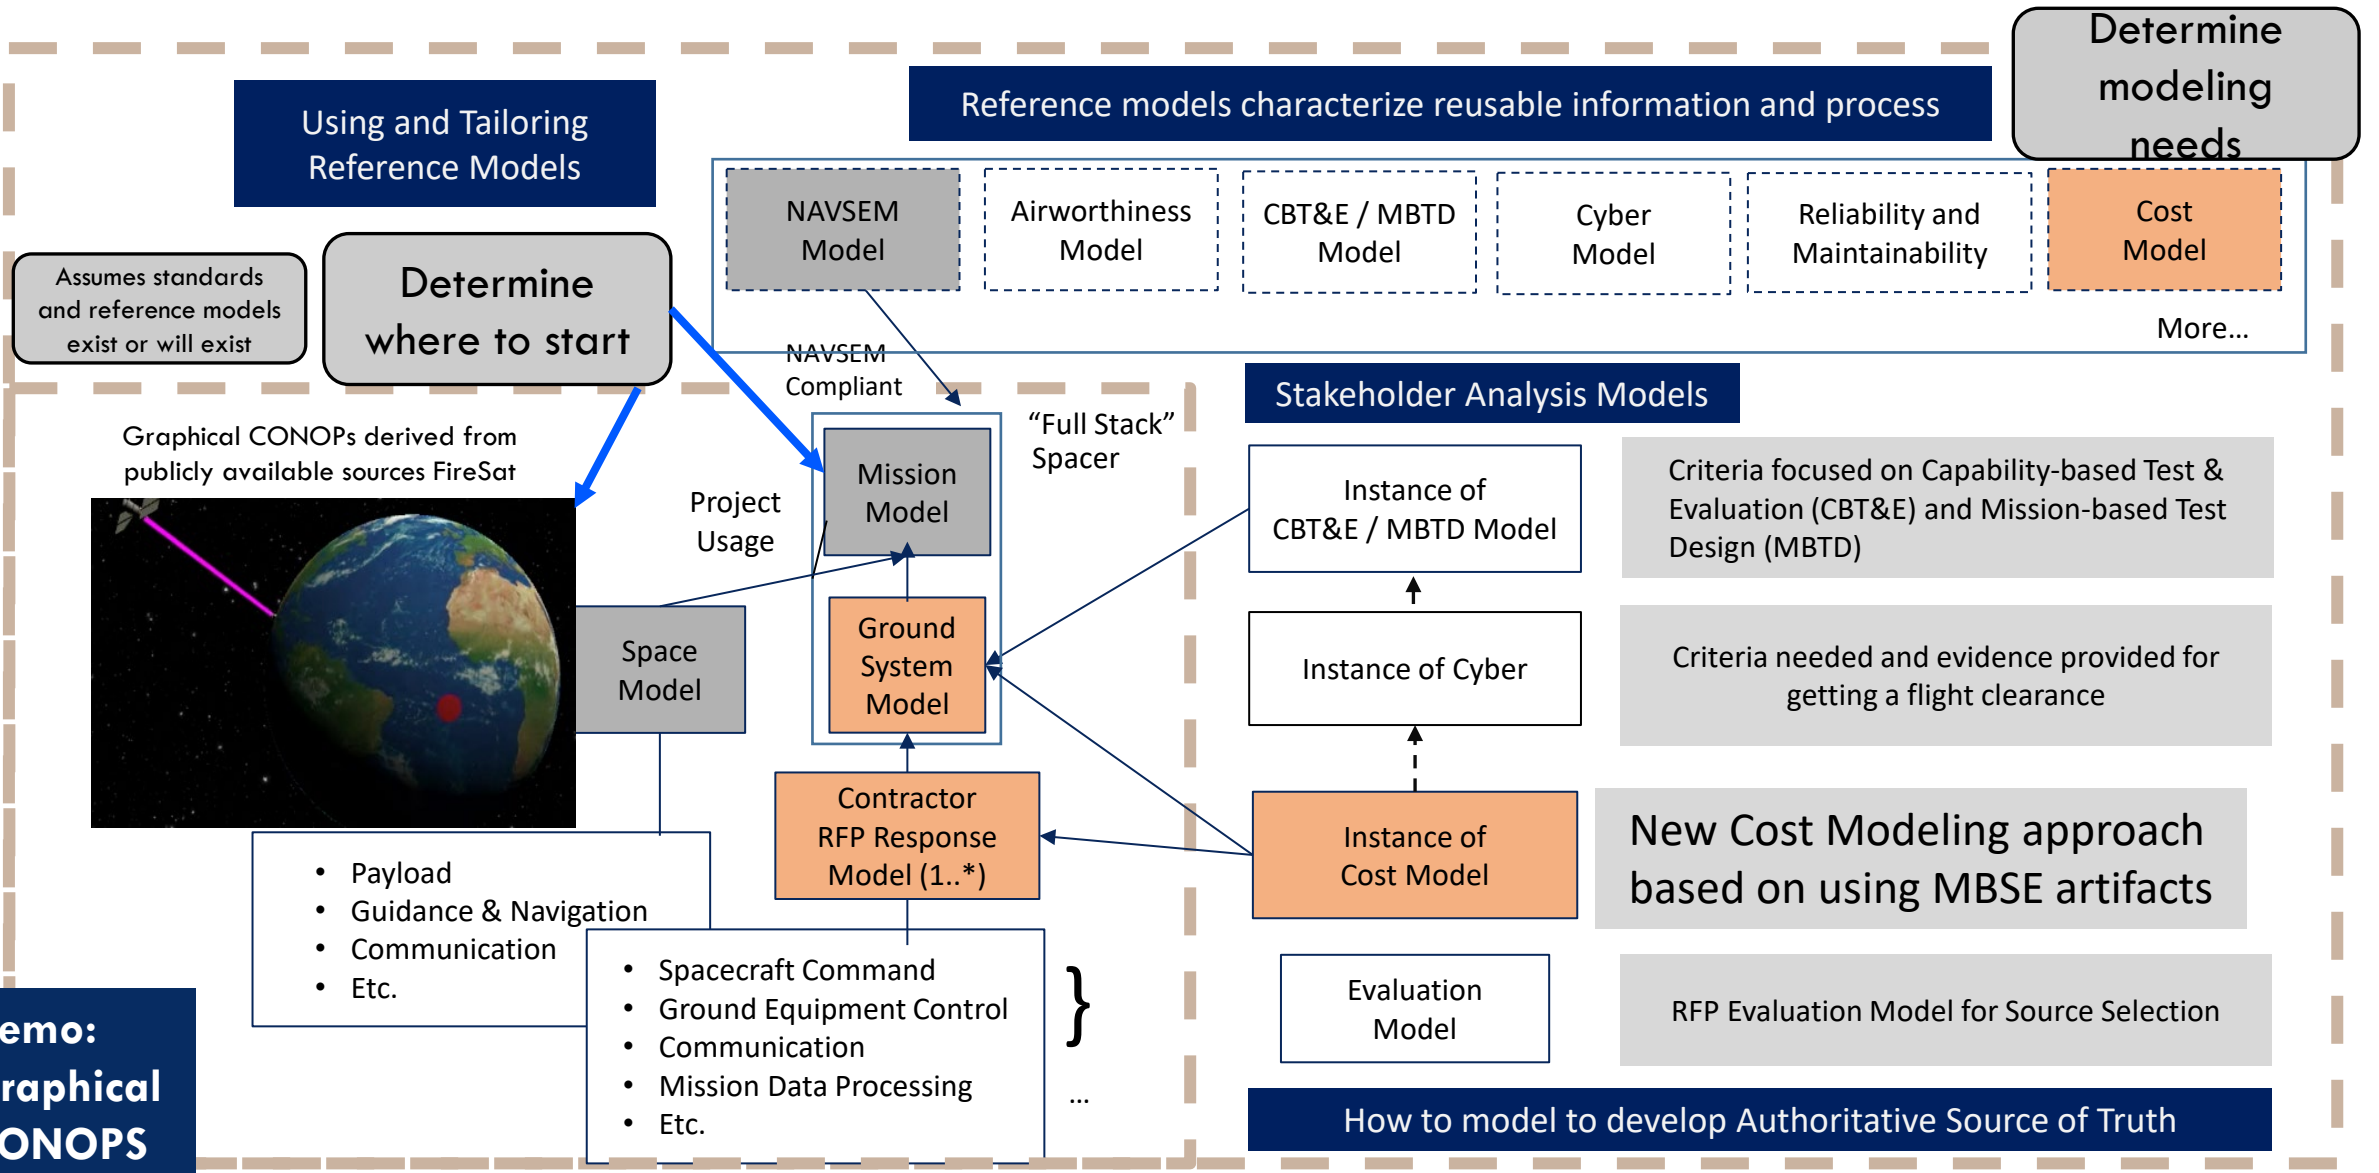 Determine
modeling
needs
Using and Tailoring
Reference Models
Reference models characterize reusable information and process
NAVSEM
Model
Airworthiness
Model
CBT&E / MBTD
Model
Cyber
Model
Reliability and
Maintainability
Cost
Model
More...
Assumes standards
and reference models
exist or will exist
Determine
where to start
NAVSEM
Compliant
Graphical CONOPs derived from
publicly available sources FireSat
"Full Stack"
Spacer
Project
Usage
Mission
Model
Space
Model
Ground
System
Model
Contractor
RFP Response
Model (1..*)
• Payload
• Guidance & Navigation
• Communication
• Etc.
• Spacecraft Command
• Ground Equipment Control
• Communication
• Mission Data Processing
• Etc.
}
...
Stakeholder Analysis Models
Instance of
CBT&E / MBTD Model
Criteria focused on Capability-based Test &
Evaluation (CBT&E) and Mission-based Test
Design (MBTD)
Instance of Cyber
Criteria needed and evidence provided for
getting a flight clearance
Instance of
Cost Model
New Cost Modeling approach
based on using MBSE artifacts
Evaluation
Model
RFP Evaluation Model for Source Selection
How to model to develop Authoritative Source of Truth
emo:
raphical
ONOPS